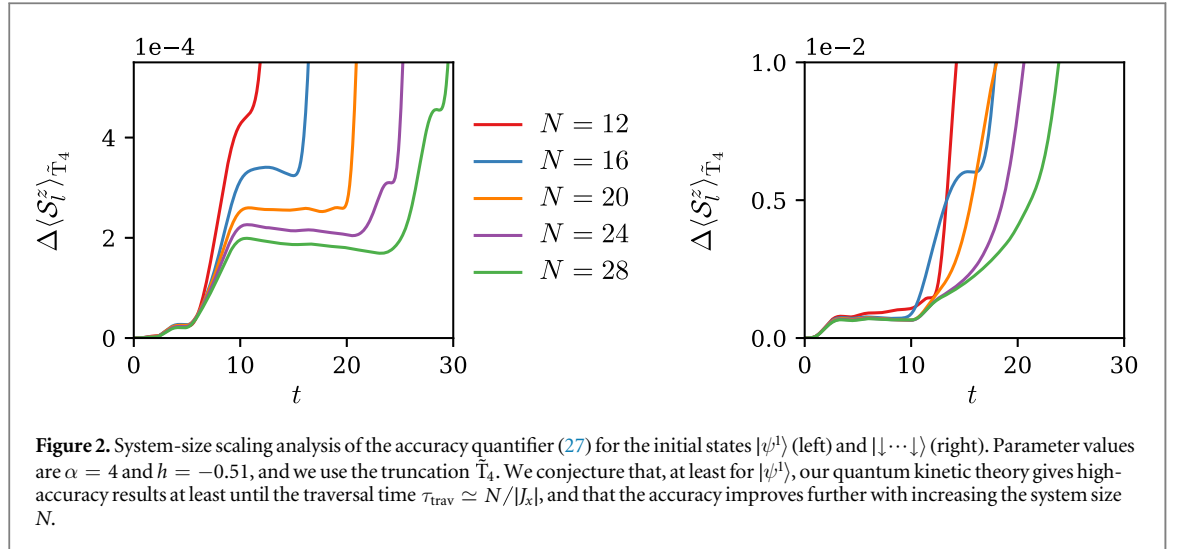 1e−4
1e−2
4
2
0
0 10 20 30
t
Δ⟨𝒮_l^z⟩_T̃₄
N = 12
N = 16
N = 20
N = 24
N = 28
1.0
0.5
0.0
0 10 20 30
t
Δ⟨𝒮_l^z⟩_T̃₄
Figure 2. System-size scaling analysis of the accuracy quantifier (27) for the initial states |ψ¹⟩ (left) and |↓⋯↓⟩ (right). Parameter values
are α = 4 and h = −0.51, and we use the truncation T̃₄. We conjecture that, at least for |ψ¹⟩, our quantum kinetic theory gives high-
accuracy results at least until the traversal time τ_trav ≃ N/|J_x|, and that the accuracy improves further with increasing the system size
N.